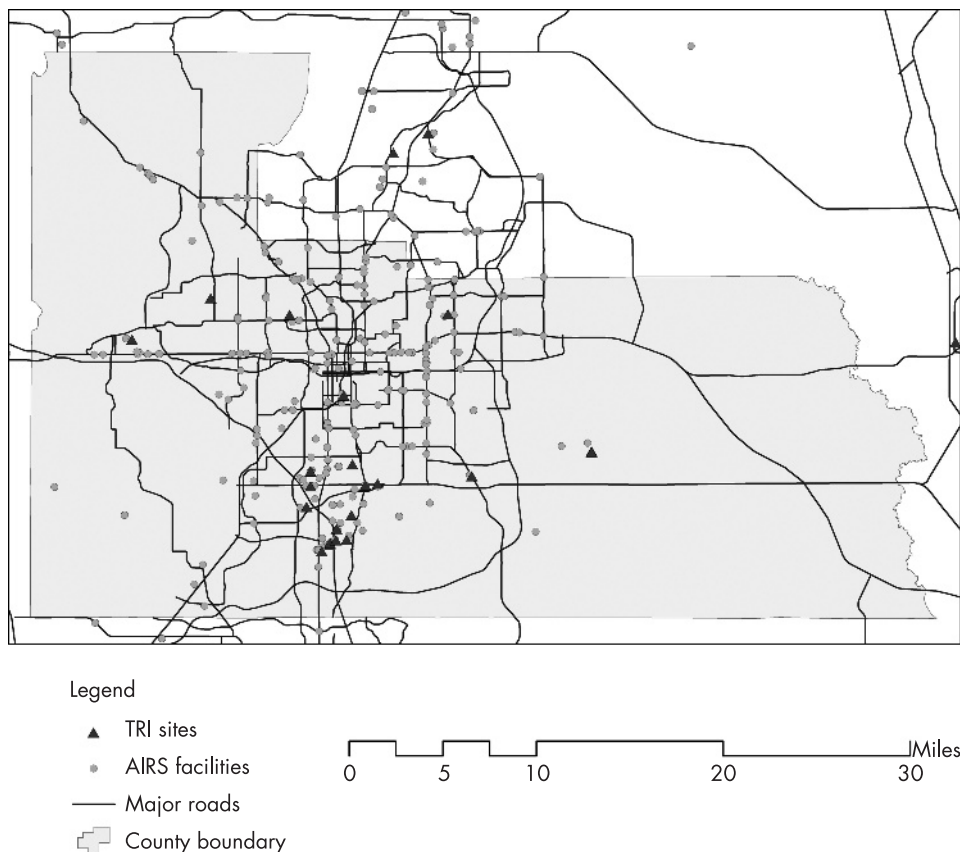 Legend
TRI sites
AIRS facilities
Major roads
County boundary
Miles
0 5 10 20 30